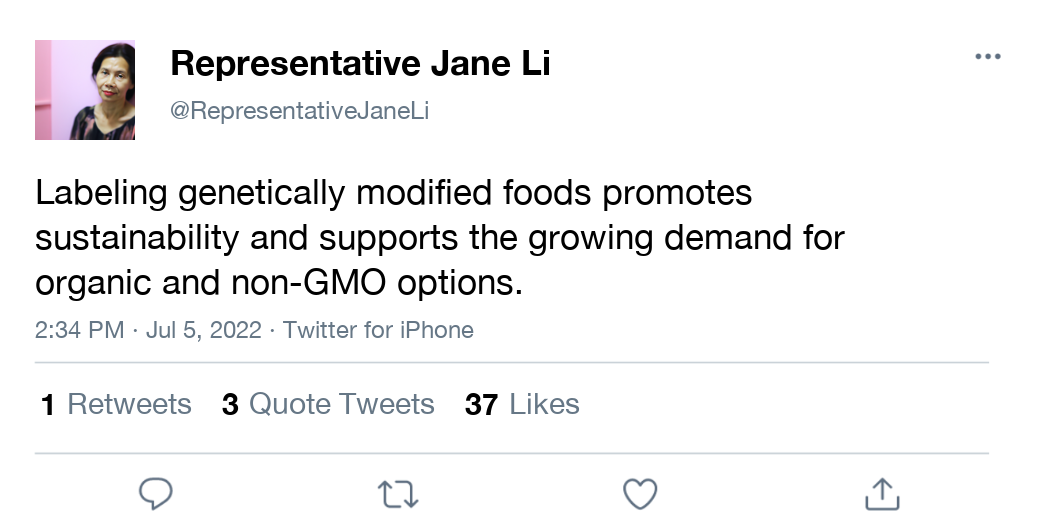 Representative Jane Li
@RepresentativeJaneLi
Labeling genetically modified foods promotes
sustainability and supports the growing demand for
organic and non-GMO options.
2:34 PM · Jul 5, 2022 · Twitter for iPhone
1 Retweets 3 Quote Tweets 37 Likes